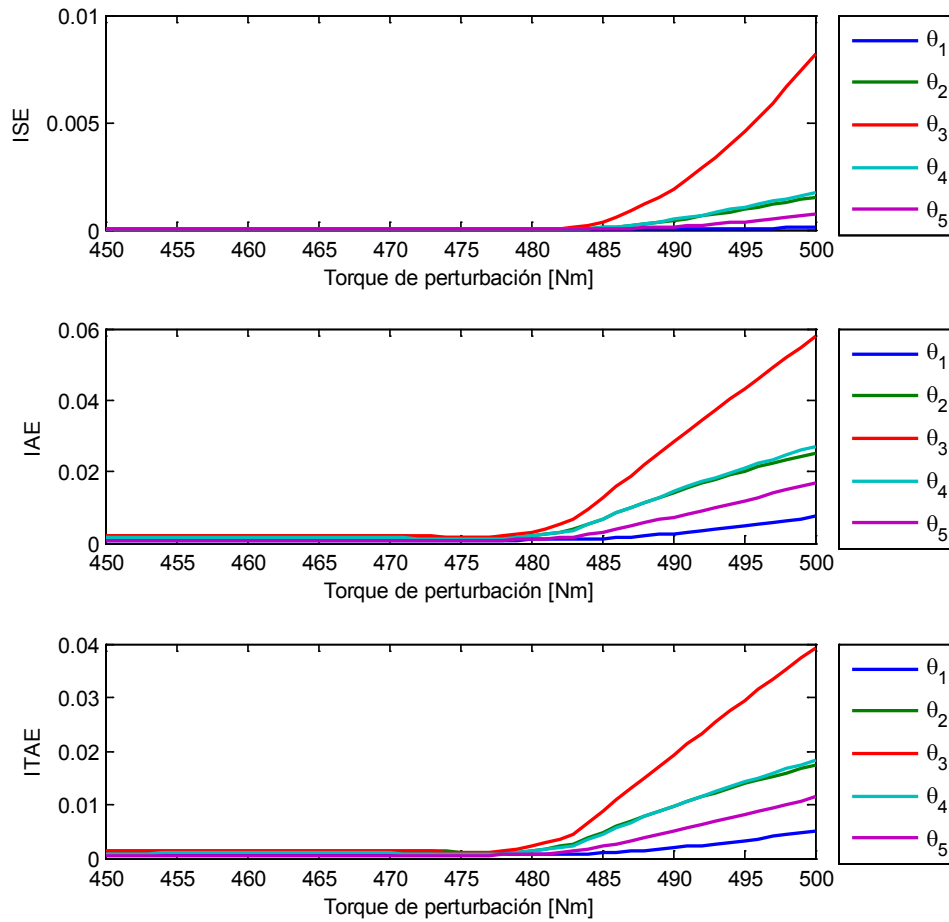 0.01
0.005
0
ISE
450 455 460 465 470 475 480 485 490 495 500
Torque de perturbación [Nm]
θ1
θ2
θ3
θ4
θ5
0.06
0.04
0.02
0
IAE
450 455 460 465 470 475 480 485 490 495 500
Torque de perturbación [Nm]
θ1
θ2
θ3
θ4
θ5
0.04
0.03
0.02
0.01
0
ITAE
450 455 460 465 470 475 480 485 490 495 500
Torque de perturbación [Nm]
θ1
θ2
θ3
θ4
θ5